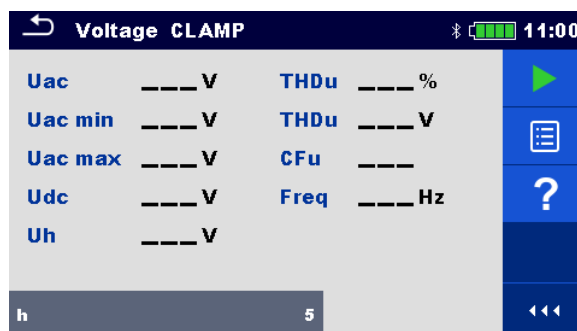 Voltage CLAMP 11:00
Uac ___V THDu ___%
Uac min ___V THDu ___V
Uac max ___V CFu ___
Udc ___V Freq ___Hz
Uh ___V
?
h 5